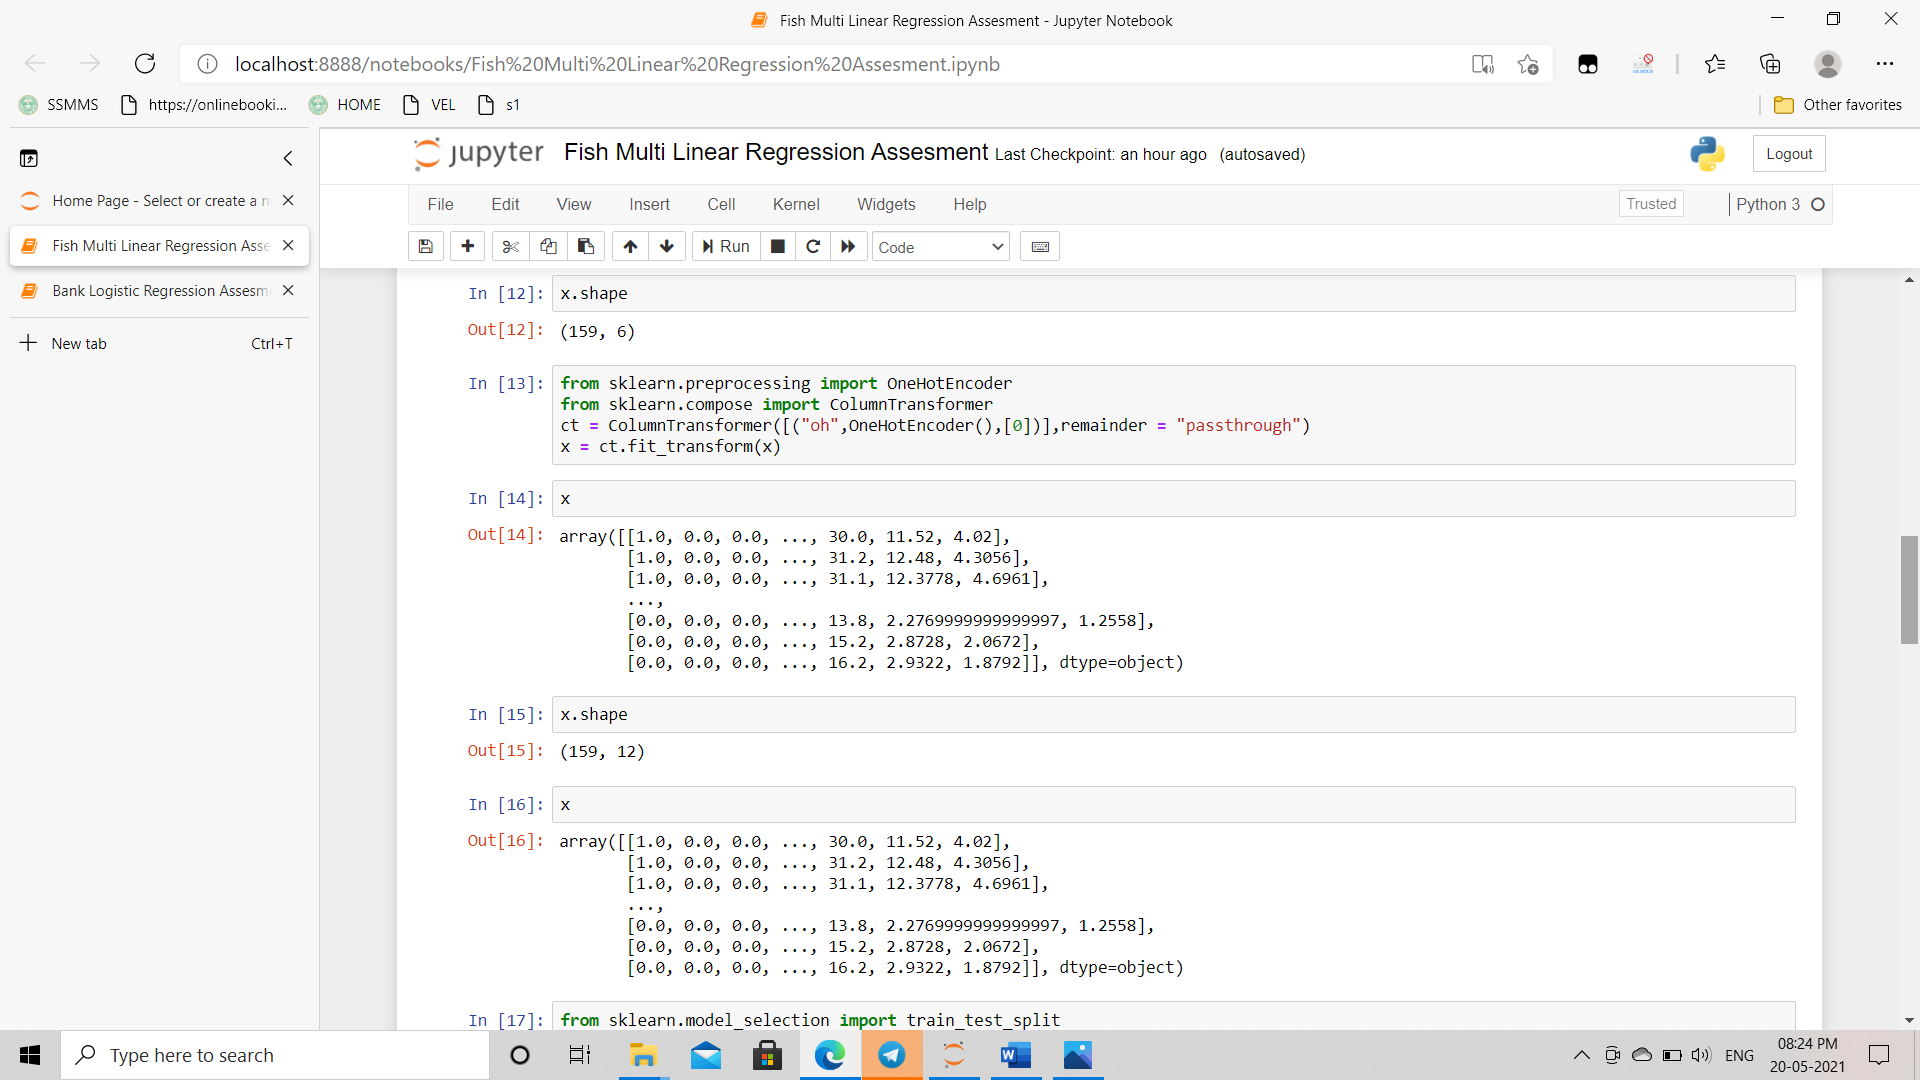 Fish Multi Linear Regression Assesment - Jupyter Notebook
localhost:8888/notebooks/Fish%20Multi%20Linear%20Regression%20Assesment.ipynb
SSMMS https://onlinebooki... HOME VEL s1 Other favorites
Home Page - Select or create a n
Fish Multi Linear Regression Asse
Bank Logistic Regression Assesm
New tab Ctrl+T
jupyter Fish Multi Linear Regression Assesment Last Checkpoint: an hour ago (autosaved) Logout
File Edit View Insert Cell Kernel Widgets Help Trusted Python 3
Run Code
In [12]: x.shape
Out[12]: (159, 6)
In [13]: from sklearn.preprocessing import OneHotEncoder
from sklearn.compose import ColumnTransformer
ct = ColumnTransformer([("oh",OneHotEncoder(),[0])],remainder = "passthrough")
x = ct.fit_transform(x)
In [14]: x
Out[14]: array([[1.0, 0.0, 0.0, ..., 30.0, 11.52, 4.02],
[1.0, 0.0, 0.0, ..., 31.2, 12.48, 4.3056],
[1.0, 0.0, 0.0, ..., 31.1, 12.3778, 4.6961],
...,
[0.0, 0.0, 0.0, ..., 13.8, 2.2769999999999997, 1.2558],
[0.0, 0.0, 0.0, ..., 15.2, 2.8728, 2.0672],
[0.0, 0.0, 0.0, ..., 16.2, 2.9322, 1.8792]], dtype=object)
In [15]: x.shape
Out[15]: (159, 12)
In [16]: x
Out[16]: array([[1.0, 0.0, 0.0, ..., 30.0, 11.52, 4.02],
[1.0, 0.0, 0.0, ..., 31.2, 12.48, 4.3056],
[1.0, 0.0, 0.0, ..., 31.1, 12.3778, 4.6961],
...,
[0.0, 0.0, 0.0, ..., 13.8, 2.2769999999999997, 1.2558],
[0.0, 0.0, 0.0, ..., 15.2, 2.8728, 2.0672],
[0.0, 0.0, 0.0, ..., 16.2, 2.9322, 1.8792]], dtype=object)
In [17]: from sklearn.model_selection import train_test_split
Type here to search
ENG
08:24 PM
20-05-2021